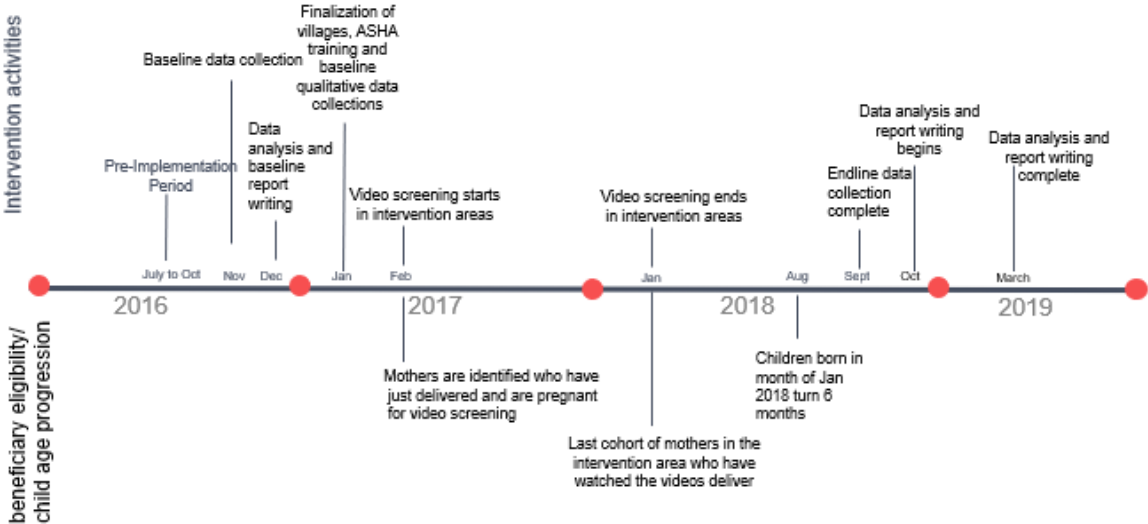 Intervention activities
Pre-Implementation
Period
Baseline data collection
Data
analysis and
baseline
report
writing
Finalization of
villages, ASHA
training and
baseline
qualitative data
collections
Video screening starts
in intervention areas
Video screening ends
in intervention areas
Endline data
collection
complete
Data analysis and
report writing
begins
Data analysis and
report writing
complete
July to Oct
Nov
Dec
Jan
Feb
Jan
Aug
Sept
Oct
March
2016
2017
2018
2019
beneficiary eligibility/
child age progression
Mothers are identified who have
just delivered and are pregnant
for video screening
Last cohort of mothers in the
intervention area who have
watched the videos deliver
Children born in
month of Jan
2018 turn 6
months